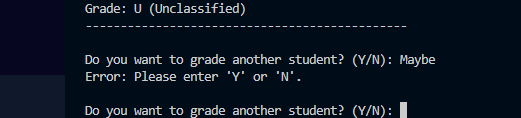 Grade: U (Unclassified)
----------------------------------------------
Do you want to grade another student? (Y/N): Maybe
Error: Please enter 'Y' or 'N'.
Do you want to grade another student? (Y/N):